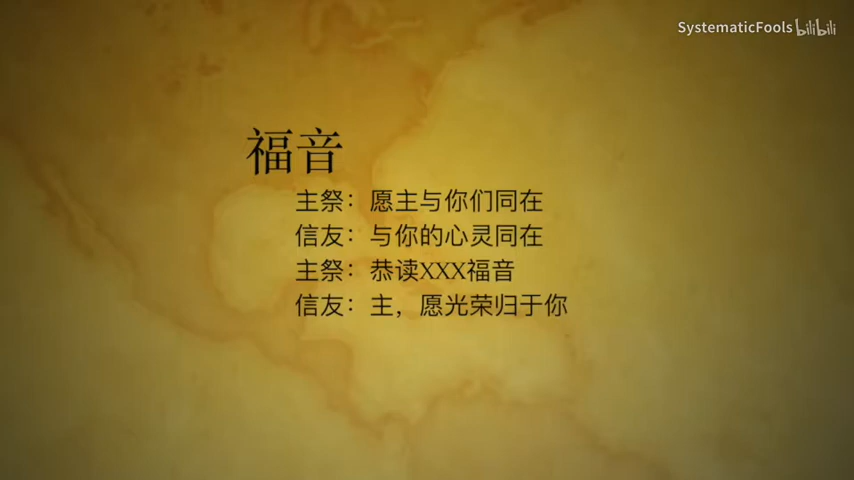 SystematicFools bilibili
福音
主祭：愿主与你们同在
信友：与你的心灵同在
主祭：恭读XXX福音
信友：主，愿光荣归于你